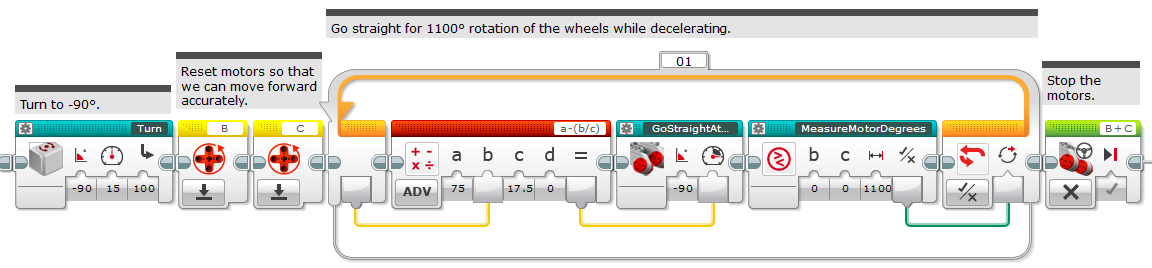 Go straight for 1100° rotation of the wheels while decelerating.
01
Reset motors so that
we can move forward
accurately.
Stop the
motors.
Turn to -90°.
Turn
B
C
a-(b/c)
GoStraightAt...
MeasureMotorDegrees
B+C
a b c d =
b c
ADV
-90 15 100
75 17.5 0
-90
0 0 1100